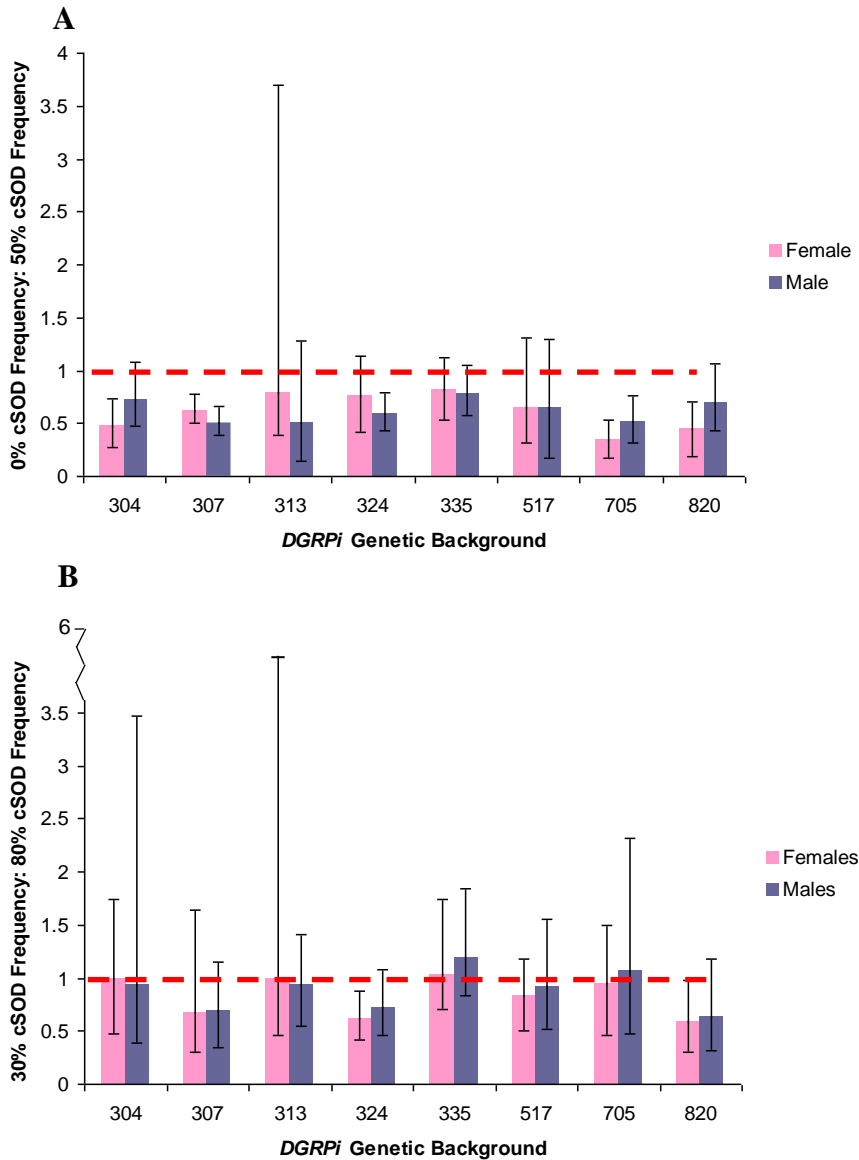 A
0% cSOD Frequency: 50% cSOD Frequency
4
3.5
3
2.5
2
1.5
1
0.5
0
304 307 313 324 335 517 705 820
DGRPi Genetic Background
Female
Male
B
30% cSOD Frequency: 80% cSOD Frequency
6
3.5
3
2.5
2
1.5
1
0.5
0
304 307 313 324 335 517 705 820
DGRPi Genetic Background
Females
Males